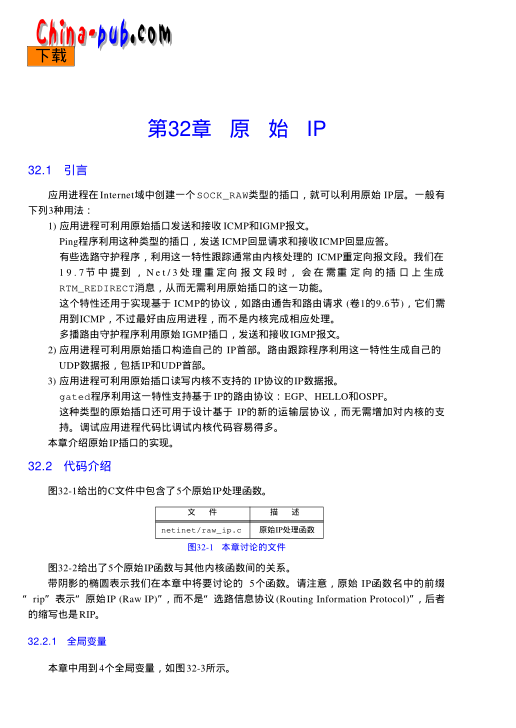 China-pub.com
下载
第32章 原 始 IP
32.1 引言
应用进程在Internet域中创建一个SOCK_RAW类型的插口，就可以利用原始IP层。一般有
下列3种用法：
1) 应用进程可利用原始插口发送和接收ICMP和IGMP报文。
Ping程序利用这种类型的插口，发送ICMP回显请求和接收ICMP回显应答。
有些选路守护程序，利用这一特性跟踪通常由内核处理的ICMP重定向报文段。我们在
19.7节中提到，Net/3处理重定向报文段时，会在需重定向的插口上生成
RTM_REDIRECT消息，从而无需利用原始插口的这一功能。
这个特性还用于实现基于ICMP的协议，如路由通告和路由请求(卷1的9.6节)，它们需
用到ICMP，不过最好由应用进程，而不是内核完成相应处理。
多播路由守护程序利用原始IGMP插口，发送和接收IGMP报文。
2) 应用进程可利用原始插口构造自己的IP首部。路由跟踪程序利用这一特性生成自己的
UDP数据报，包括IP和UDP首部。
3) 应用进程可利用原始插口读写内核不支持的IP协议的IP数据报。
gated程序利用这一特性支持基于IP的路由协议：EGP、HELLO和OSPF。
这种类型的原始插口还可用于设计基于IP的新的运输层协议，而无需增加对内核的支
持。调试应用进程代码比调试内核代码容易得多。
本章介绍原始IP插口的实现。
32.2 代码介绍
图32-1给出的C文件中包含了5个原始IP处理函数。
文 件 描 述
netinet/raw_ip.c 原始IP处理函数
图32-1 本章讨论的文件
图32-2给出了5个原始IP函数与其他内核函数间的关系。
带阴影的椭圆表示我们在本章中将要讨论的5个函数。请注意，原始IP函数名中的前缀
“rip”表示“原始IP (Raw IP)”，而不是“选路信息协议(Routing Information Protocol)”，后者
的缩写也是RIP。
32.2.1 全局变量
本章中用到4个全局变量，如图32-3所示。